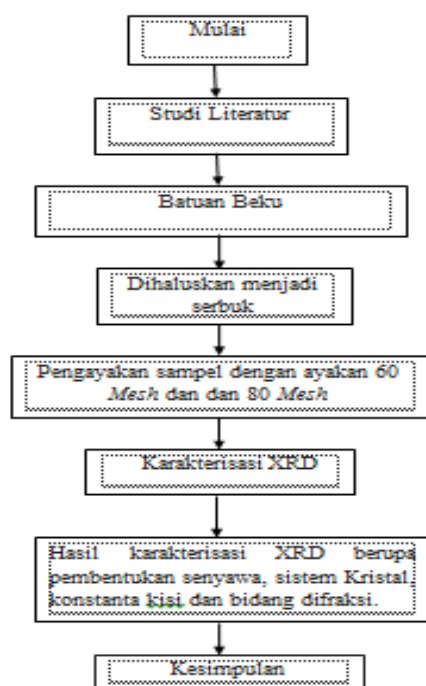 Mulai
Studi Literatur
Batuan Beku
Dihaluskan menjadi
serbuk
Pengayakan sampel dengan ayakan 60
Mesh dan dan 80 Mesh
Karakterisasi XRD
Hasil karakterisasi XRD berupa
pembentukan senyawa, sistem Kristal,
konstanta kisi dan bidang difraksi.
Kesimpulan